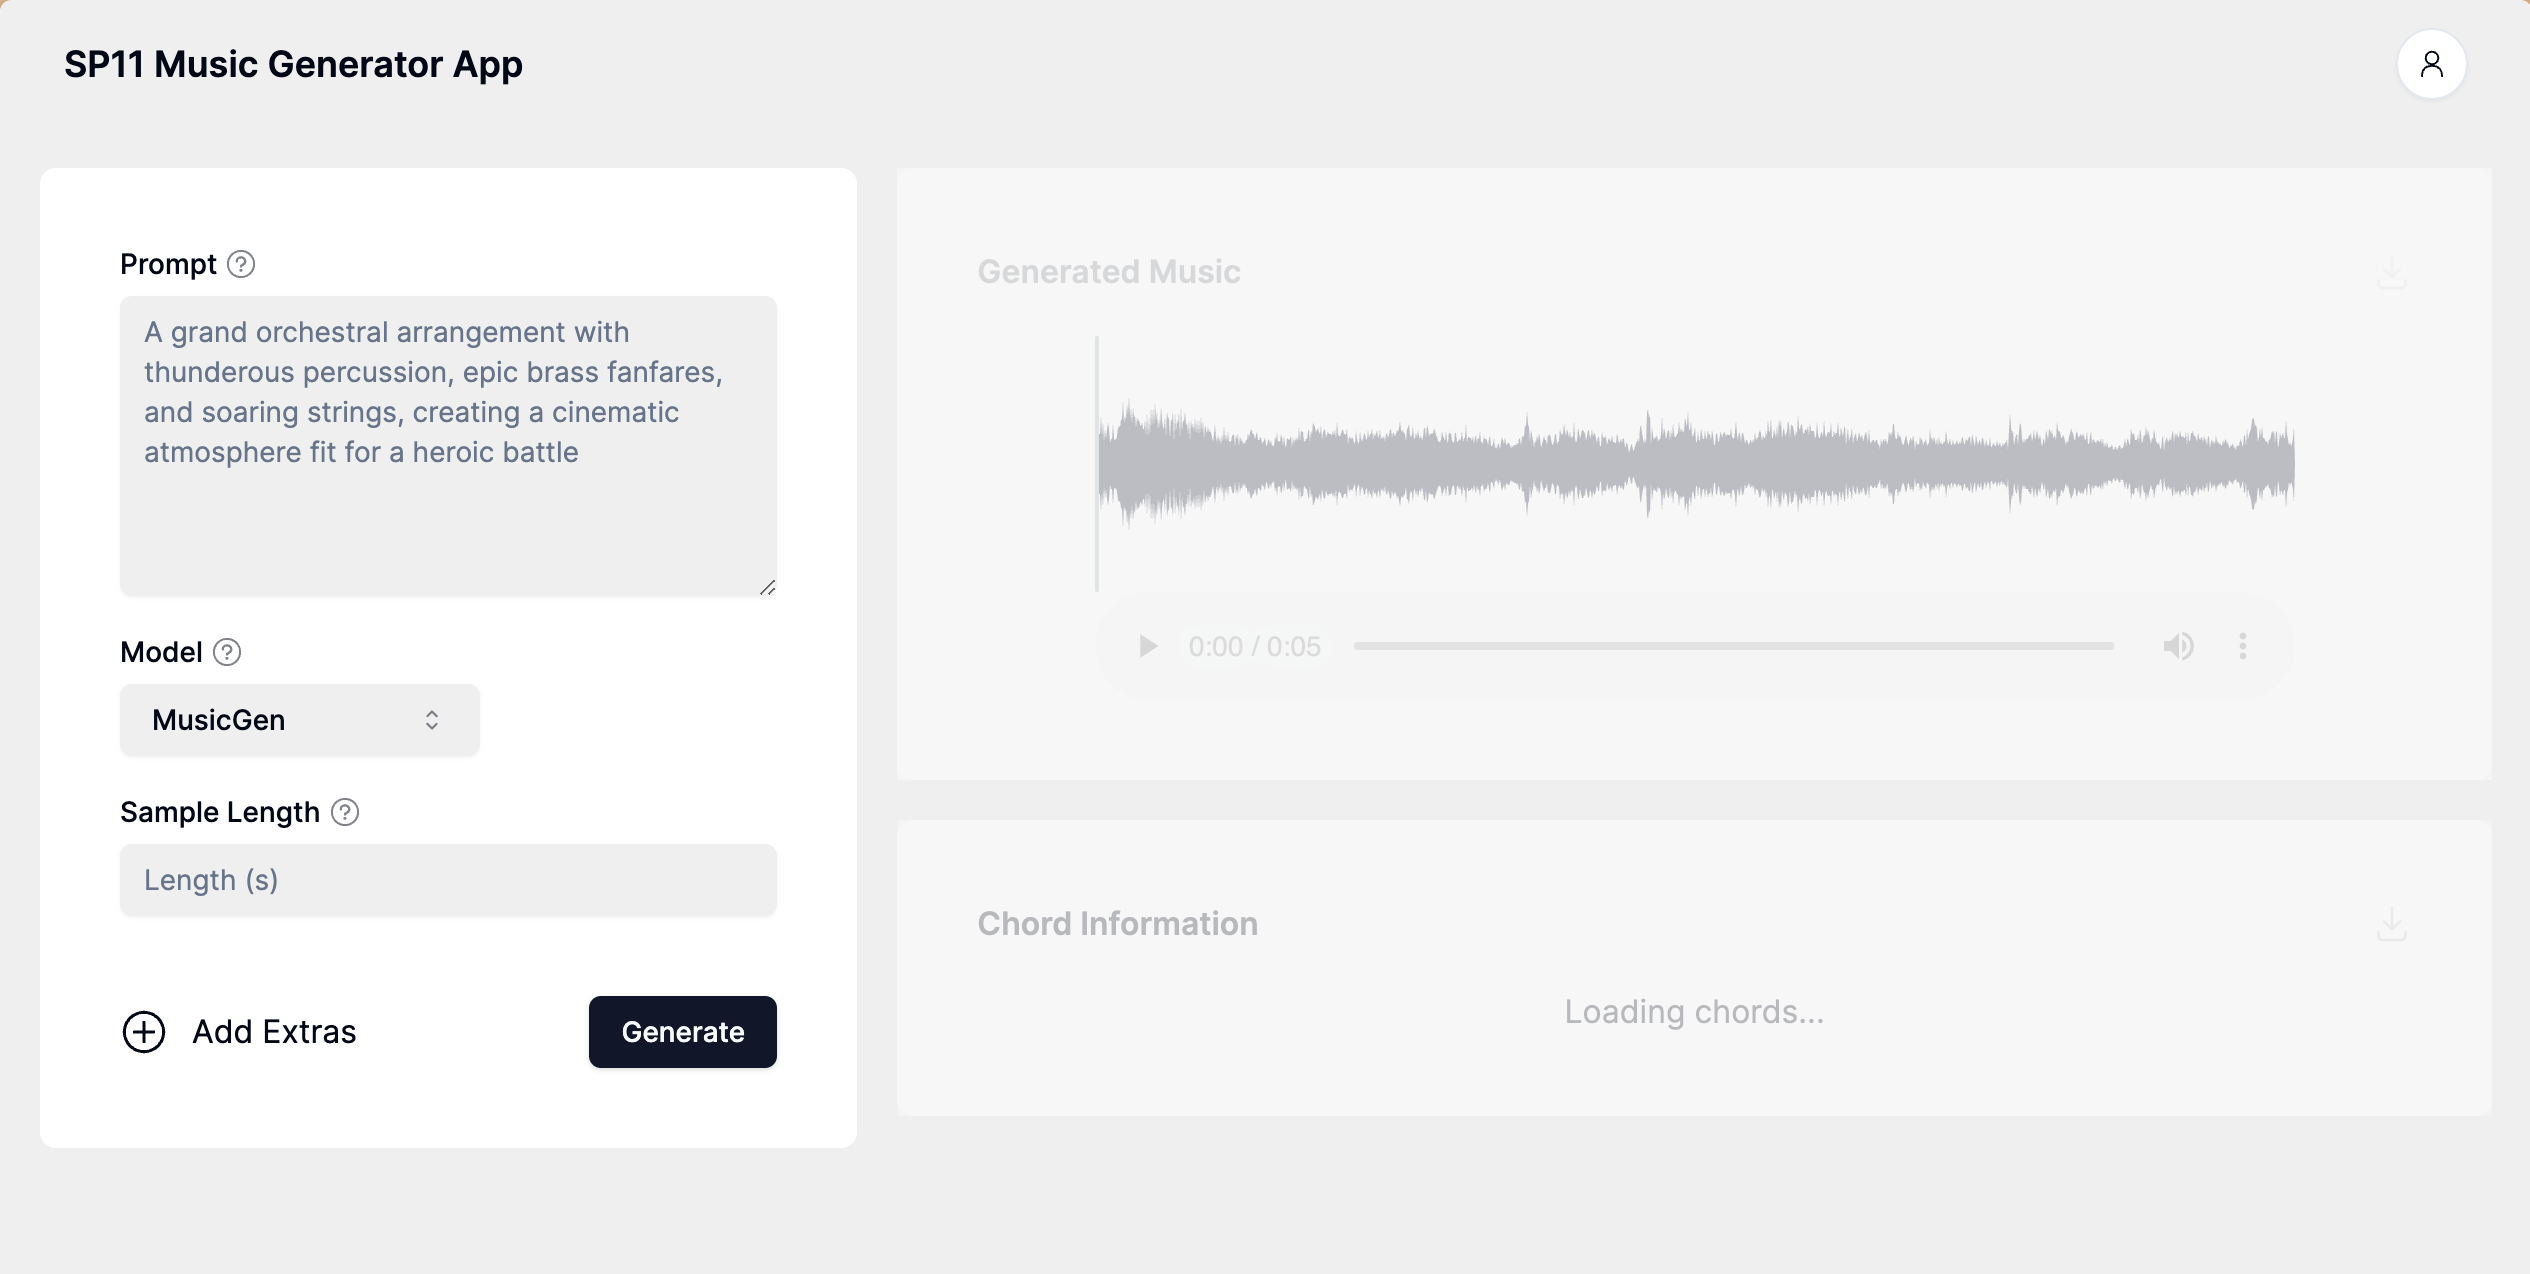 SP11 Music Generator App
Prompt
A grand orchestral arrangement with
thunderous percussion, epic brass fanfares,
and soaring strings, creating a cinematic
atmosphere fit for a heroic battle
Model
MusicGen
Sample Length
Length (s)
Add Extras
Generate
Generated Music
0:00 / 0:05
Chord Information
Loading chords...